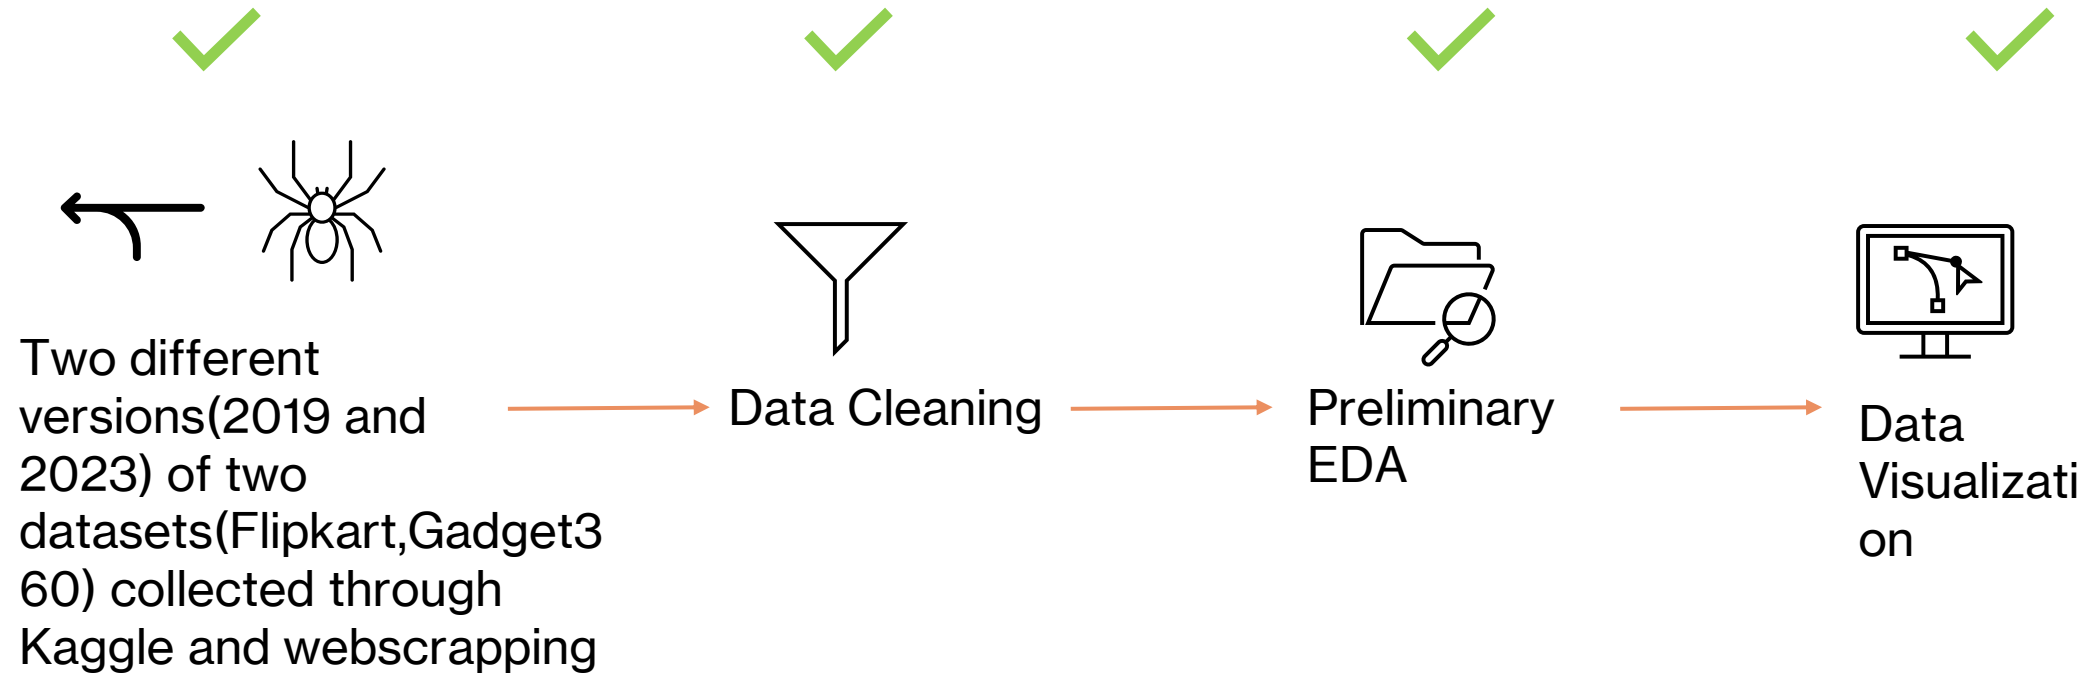 Two different
versions(2019 and
2023) of two
datasets(Flipkart,Gadget3
60) collected through
Kaggle and webscrapping
Data Cleaning
Preliminary
EDA
Data
Visualizati
on